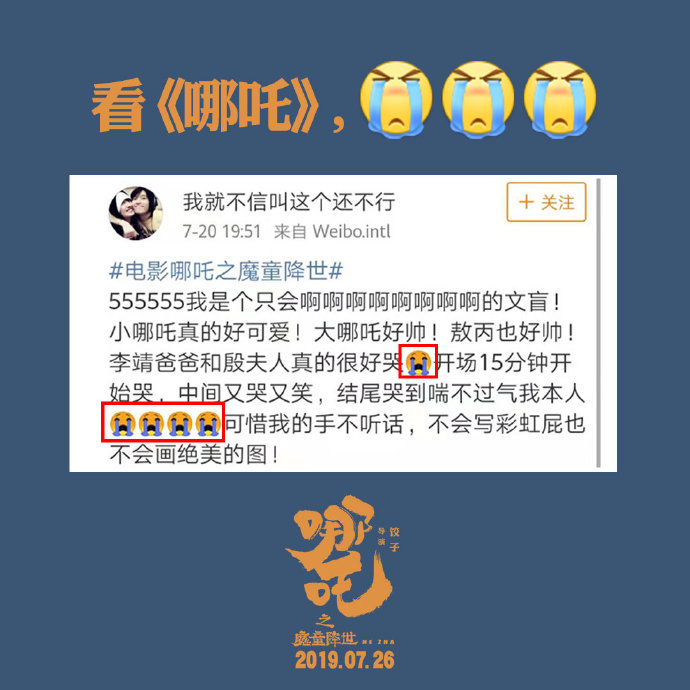 看《哪吒》,😭😭😭
我就不信叫这个还不行
+ 关注
7-20 19:51 来自 Weibo.intl
#电影哪吒之魔童降世#
555555我是个只会啊啊啊啊啊啊啊啊的文盲！
小哪吒真的好可爱！大哪吒好帅！敖丙也好帅！
李靖爸爸和殷夫人真的很好哭😭开场15分钟开
始哭，中间又哭又笑，结尾哭到喘不过气我本人
😭😭😭😭可惜我的手不听话，不会写彩虹屁也
不会画绝美的图！
哪吒
导演 饺子
之
魔童降世 NE ZHA
2019.07.26